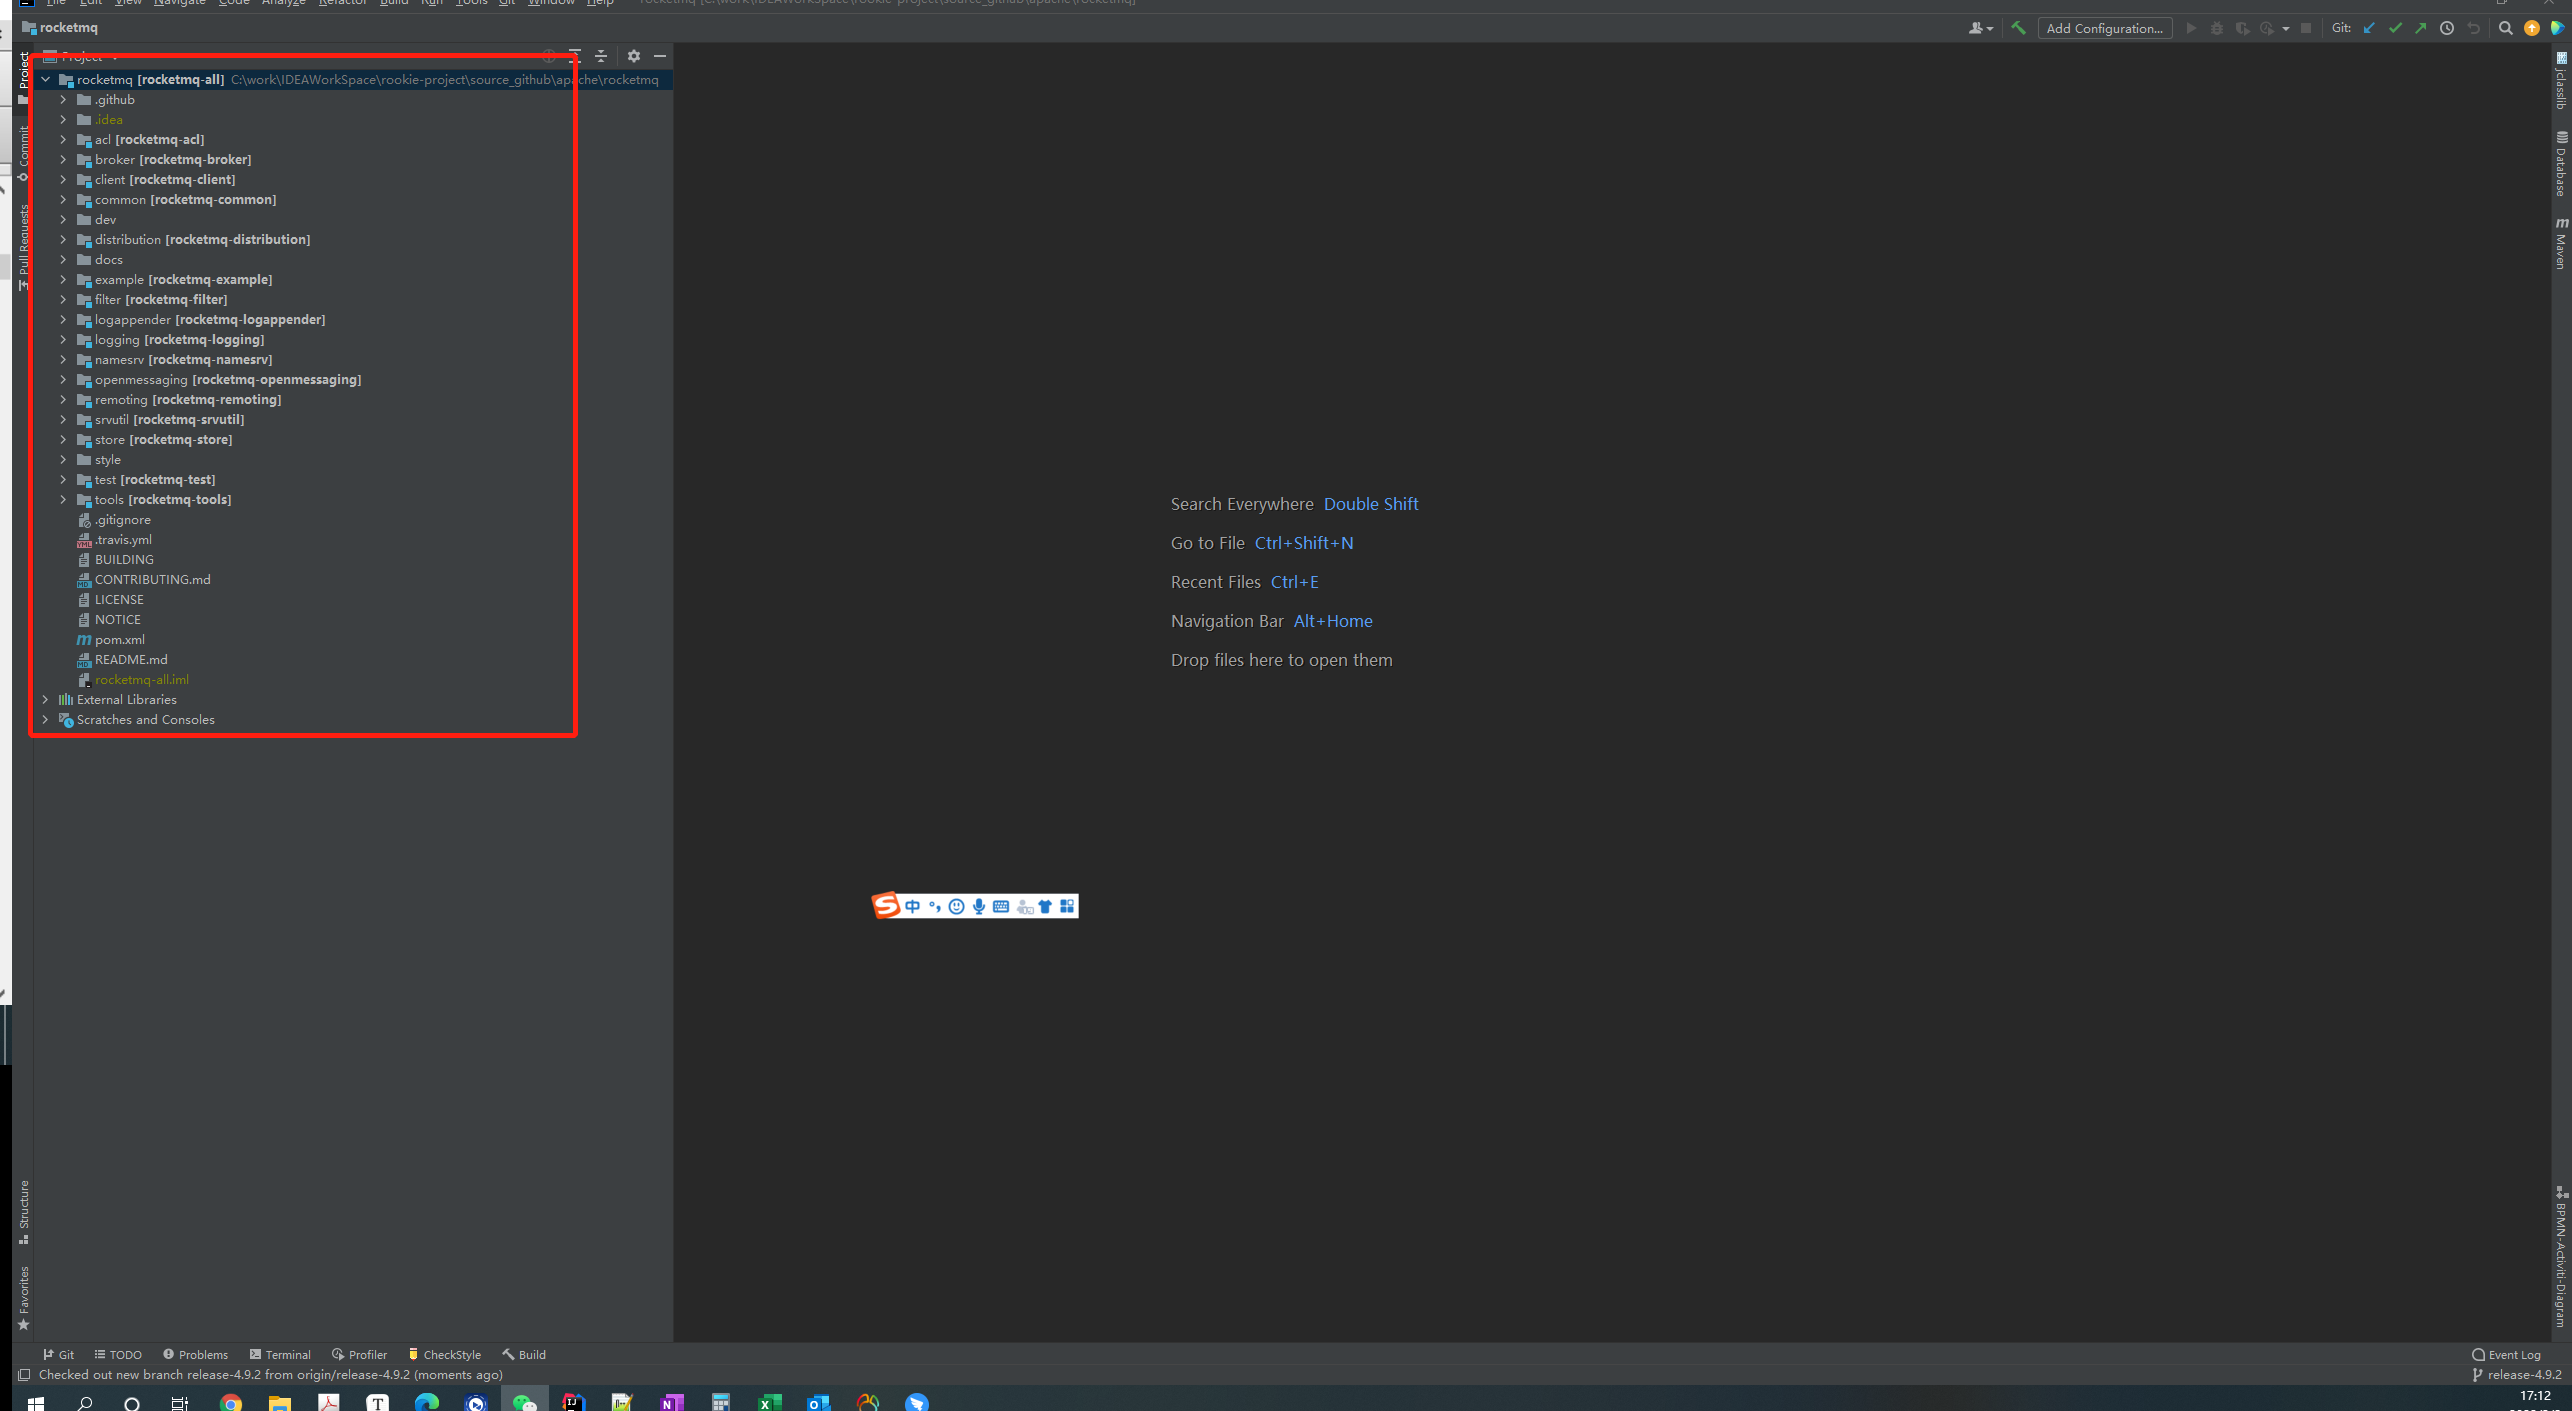 File Edit View Navigate Code Analyze Refactor Build Run Tools Git Window Help rocketmq [C:\work\IDEAWorkSpace\rookie-project\source_github\apache\rocketmq]
rocketmq
Add Configuration...
Git:
Project
Project
Commit
Pull Requests
rocketmq [rocketmq-all] C:\work\IDEAWorkSpace\rookie-project\source_github\apache\rocketmq
.github
.idea
acl [rocketmq-acl]
broker [rocketmq-broker]
client [rocketmq-client]
common [rocketmq-common]
dev
distribution [rocketmq-distribution]
docs
example [rocketmq-example]
filter [rocketmq-filter]
logappender [rocketmq-logappender]
logging [rocketmq-logging]
namesrv [rocketmq-namesrv]
openmessaging [rocketmq-openmessaging]
remoting [rocketmq-remoting]
srvutil [rocketmq-srvutil]
store [rocketmq-store]
style
test [rocketmq-test]
tools [rocketmq-tools]
.gitignore
.travis.yml
BUILDING
CONTRIBUTING.md
LICENSE
NOTICE
pom.xml
README.md
rocketmq-all.iml
External Libraries
Scratches and Consoles
Search Everywhere Double Shift
Go to File Ctrl+Shift+N
Recent Files Ctrl+E
Navigation Bar Alt+Home
Drop files here to open them
中
jclasslib
Database
Maven
BPMN-Activiti-Diagram
Structure
Favorites
Git TODO Problems Terminal Profiler CheckStyle Build
Event Log
Checked out new branch release-4.9.2 from origin/release-4.9.2 (moments ago)
release-4.9.2
17:12